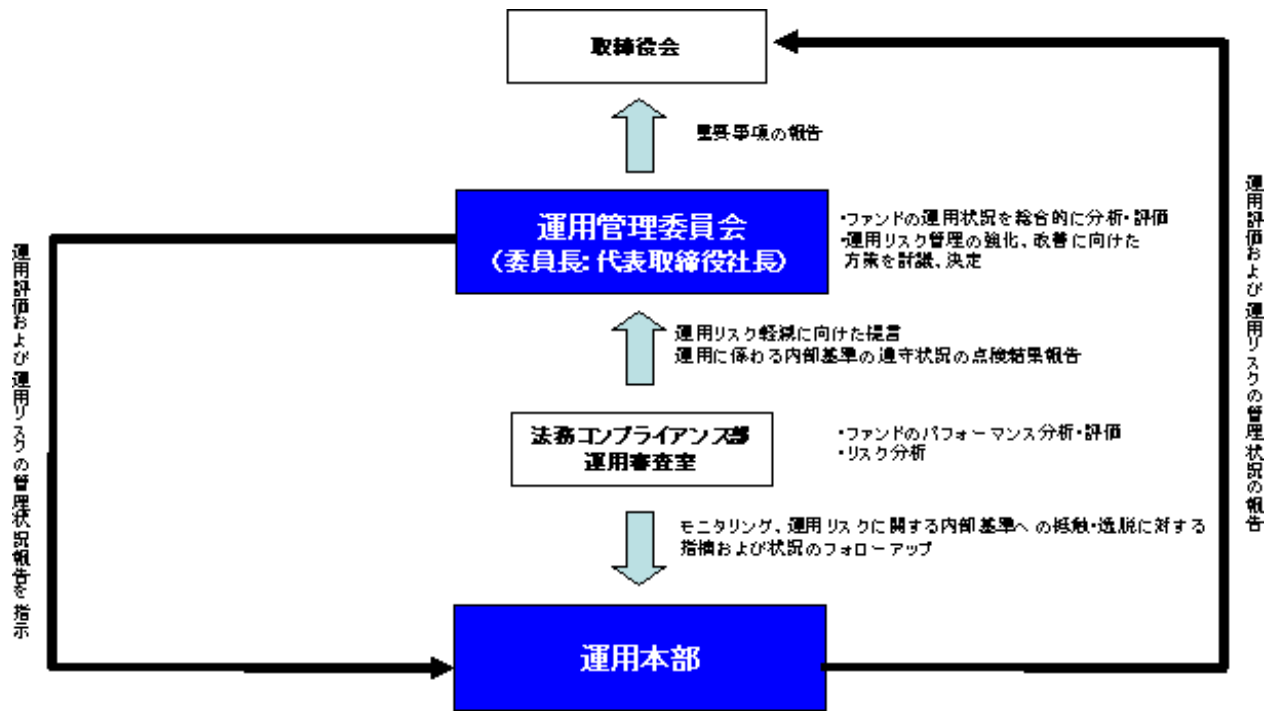 取締役会
重要事項の報告
運用管理委員会
(委員長:代表取締役社長)
・ファンドの運用状況を総合的に分析・評価
・運用リスク管理の強化、改善に向けた
方策を討議、決定
運用リスク軽減に向けた提言
運用に係わる内部基準の遵守状況の点検結果報告
法務コンプライアンス部
運用審査室
・ファンドのパフォーマンス分析・評価
・リスク分析
モニタリング、運用リスクに関する内部基準への抵触・逸脱に対する
指摘および状況のフォローアップ
運用本部
運用評価および運用リスクの管理状況報告を指示
運用評価および運用リスクの管理状況の報告